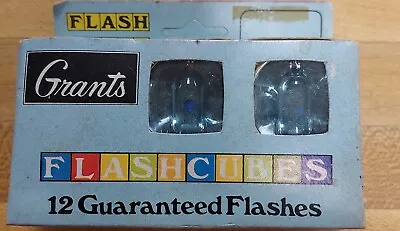 FLASH
Grants
FLASHCUBES
12 Guaranteed Flashes